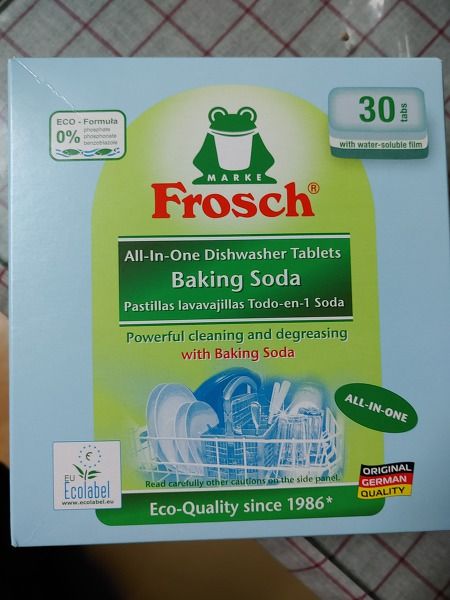 ECO - Formula
0%
phosphate
phosphonate
benzoblazole
30 tabs
with water-soluble film
MARKE
Frosch®
All-In-One Dishwasher Tablets
Baking Soda
Pastillas lavavajillas Todo-en-1 Soda
Powerful cleaning and degreasing
with Baking Soda
ALL-IN-ONE
EU
Ecolabel
www.ecolabel.eu
Read carefully other cautions on the side panel.
ORIGINAL
GERMAN
QUALITY
Eco-Quality since 1986*